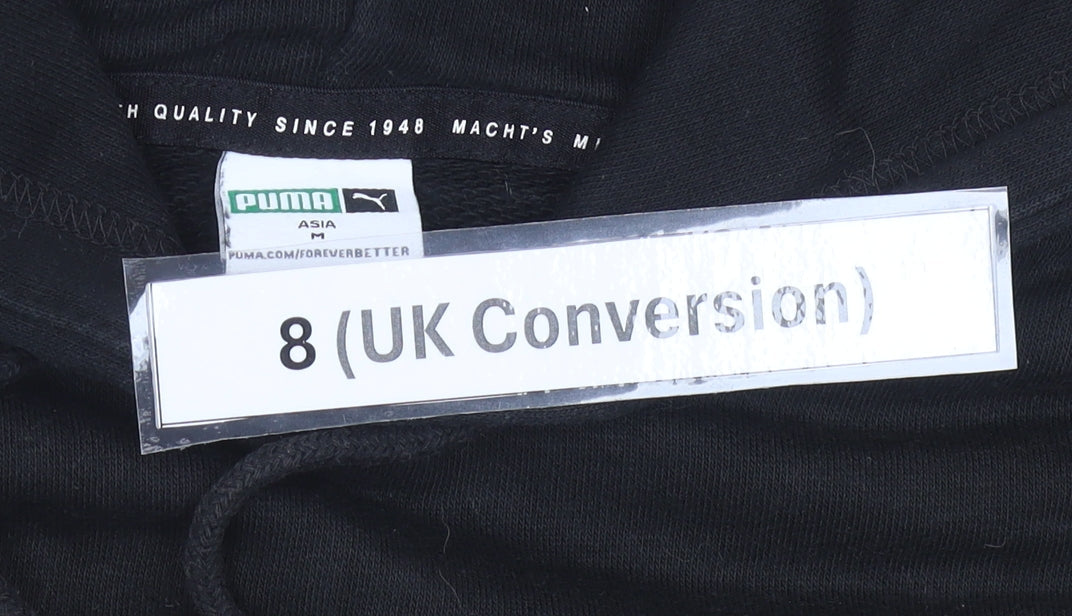 QUALITY SINCE 1948 MACHT'S
PUMA
ASIA
M
PUMA.COM/FOREVERBETTER
8 (UK Conversion)